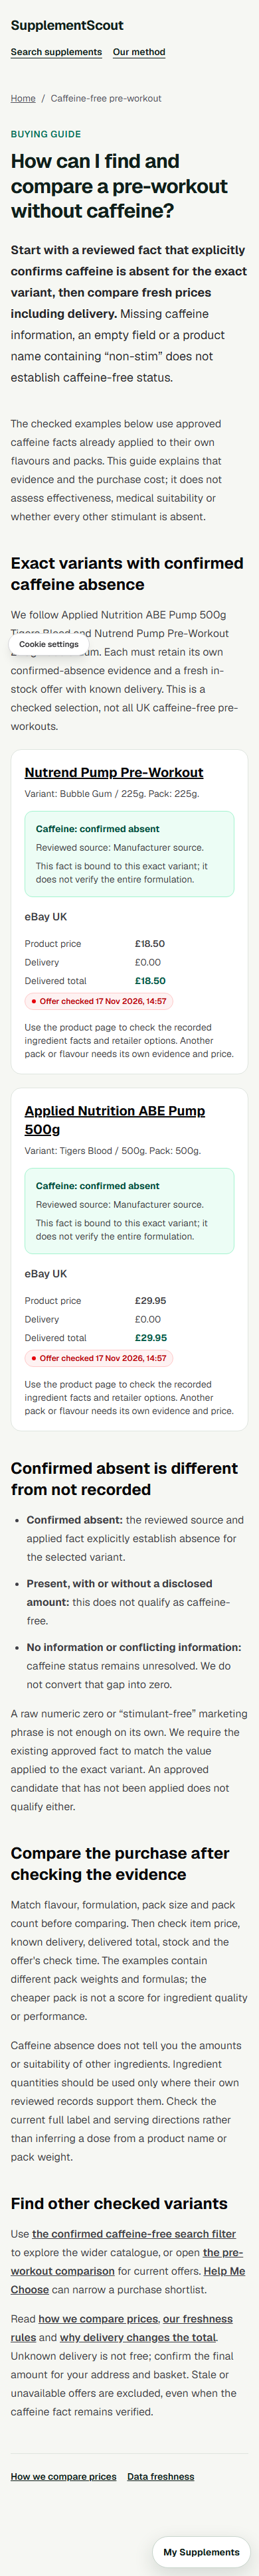 SupplementScout
Search supplements Our method
Home / Caffeine-free pre-workout
BUYING GUIDE
How can I find and
compare a pre-workout
without caffeine?
Start with a reviewed fact that explicitly
confirms caffeine is absent for the exact
variant, then compare fresh prices
including delivery. Missing caffeine
information, an empty field or a product
name containing “non-stim” does not
establish caffeine-free status.
The checked examples below use approved
caffeine facts already applied to their own
flavours and packs. This guide explains that
evidence and the purchase cost; it does not
assess effectiveness, medical suitability or
whether every other stimulant is absent.
Exact variants with confirmed
caffeine absence
We follow Applied Nutrition ABE Pump 500g
Tigers Blood and Nutrend Pump Pre-Workout
Cookie settings
Each must retain its own
confirmed-absence evidence and a fresh in-
stock offer with known delivery. This is a
checked selection, not all UK caffeine-free pre-
workouts.
Nutrend Pump Pre-Workout
Variant: Bubble Gum / 225g. Pack: 225g.
Caffeine: confirmed absent
Reviewed source: Manufacturer source.
This fact is bound to this exact variant; it
does not verify the entire formulation.
eBay UK
Product price £18.50
Delivery £0.00
Delivered total £18.50
Offer checked 17 Nov 2026, 14:57
Use the product page to check the recorded
ingredient facts and retailer options. Another
pack or flavour needs its own evidence and price.
Applied Nutrition ABE Pump
500g
Variant: Tigers Blood / 500g. Pack: 500g.
Caffeine: confirmed absent
Reviewed source: Manufacturer source.
This fact is bound to this exact variant; it
does not verify the entire formulation.
eBay UK
Product price £29.95
Delivery £0.00
Delivered total £29.95
Offer checked 17 Nov 2026, 14:57
Use the product page to check the recorded
ingredient facts and retailer options. Another
pack or flavour needs its own evidence and price.
Confirmed absent is different
from not recorded
• Confirmed absent: the reviewed source and
applied fact explicitly establish absence for
the selected variant.
• Present, with or without a disclosed
amount: this does not qualify as caffeine-
free.
• No information or conflicting information:
caffeine status remains unresolved. We do
not convert that gap into zero.
A raw numeric zero or “stimulant-free” marketing
phrase is not enough on its own. We require the
existing approved fact to match the value
applied to the exact variant. An approved
candidate that has not been applied does not
qualify either.
Compare the purchase after
checking the evidence
Match flavour, formulation, pack size and pack
count before comparing. Then check item price,
known delivery, delivered total, stock and the
offer's check time. The examples contain
different pack weights and formulas; the
cheaper pack is not a score for ingredient quality
or performance.
Caffeine absence does not tell you the amounts
or suitability of other ingredients. Ingredient
quantities should be used only where their own
reviewed records support them. Check the
current full label and serving directions rather
than inferring a dose from a product name or
pack weight.
Find other checked variants
Use the confirmed caffeine-free search filter
to explore the wider catalogue, or open the pre-
workout comparison for current offers. Help Me
Choose can narrow a purchase shortlist.
Read how we compare prices, our freshness
rules and why delivery changes the total.
Unknown delivery is not free; confirm the final
amount for your address and basket. Stale or
unavailable offers are excluded, even when the
caffeine fact remains verified.
How we compare prices Data freshness
My Supplements